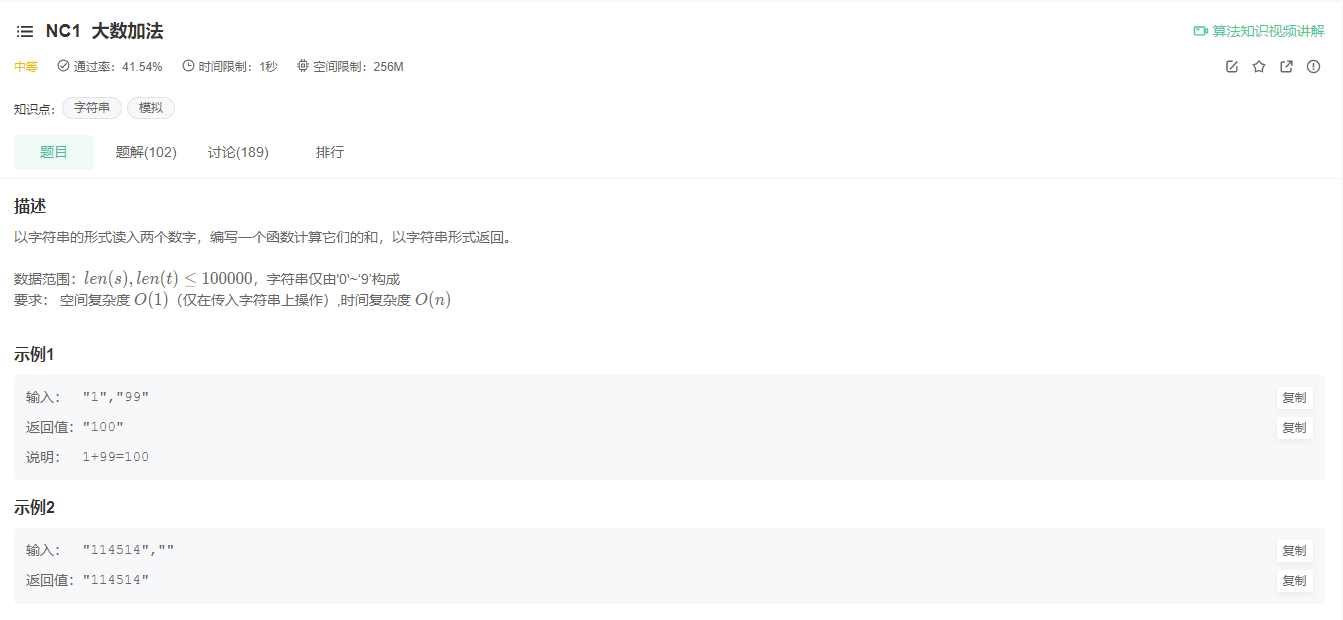 NC1 大数加法
算法知识视频讲解
中等 通过率：41.54% 时间限制：1秒 空间限制：256M
知识点： 字符串 模拟
题目 题解(102) 讨论(189) 排行
描述
以字符串的形式读入两个数字，编写一个函数计算它们的和，以字符串形式返回。
数据范围：len(s),len(t) ≤ 100000，字符串仅由'0'~‘9’构成
要求： 空间复杂度 O(1)（仅在传入字符串上操作）,时间复杂度 O(n)
示例1
输入： "1","99" 复制
返回值："100" 复制
说明： 1+99=100
示例2
输入： "114514","" 复制
返回值："114514" 复制